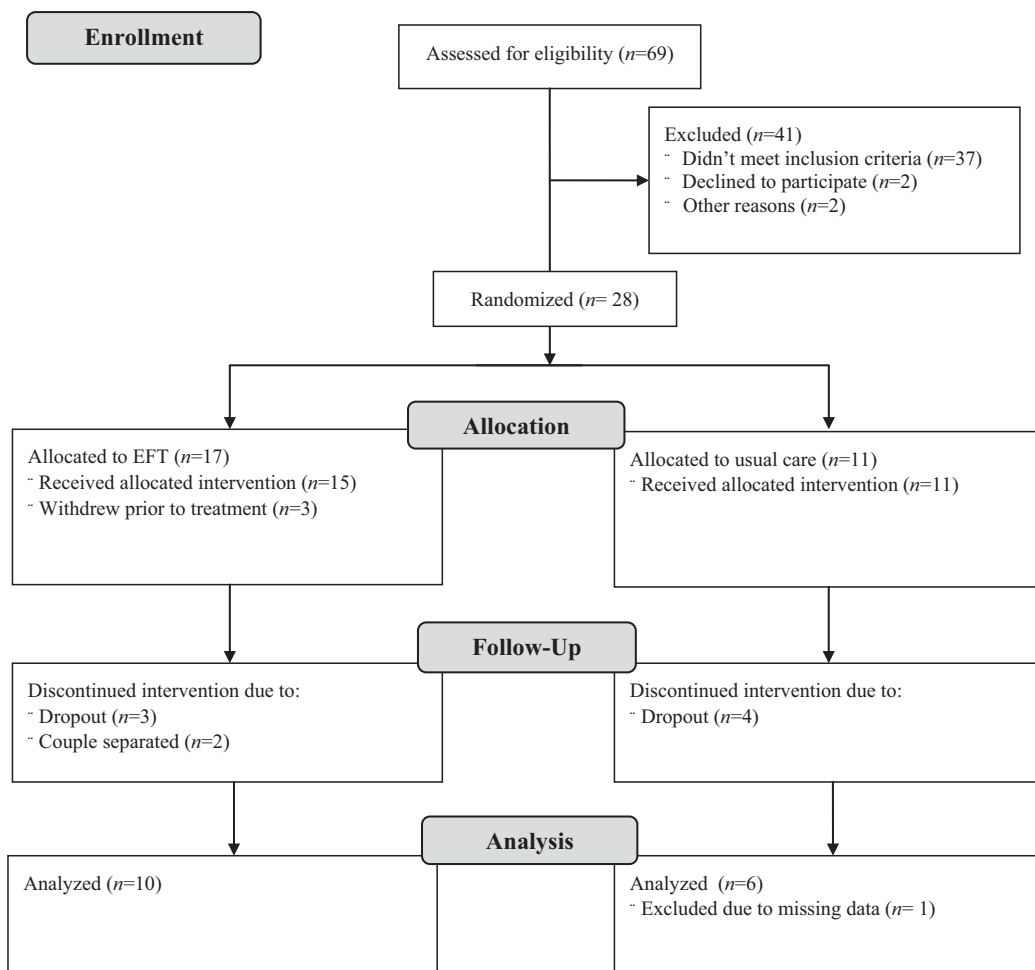 Enrollment
Assessed for eligibility (n=69)
Excluded (n=41)
¨ Didn't meet inclusion criteria (n=37)
¨ Declined to participate (n=2)
¨ Other reasons (n=2)
Randomized (n= 28)
Allocation
Allocated to EFT (n=17)
¨ Received allocated intervention (n=15)
¨ Withdrew prior to treatment (n=3)
Allocated to usual care (n=11)
¨ Received allocated intervention (n=11)
Follow-Up
Discontinued intervention due to:
¨ Dropout (n=3)
¨ Couple separated (n=2)
Discontinued intervention due to:
¨ Dropout (n=4)
Analysis
Analyzed (n=10)
Analyzed (n=6)
¨ Excluded due to missing data (n= 1)